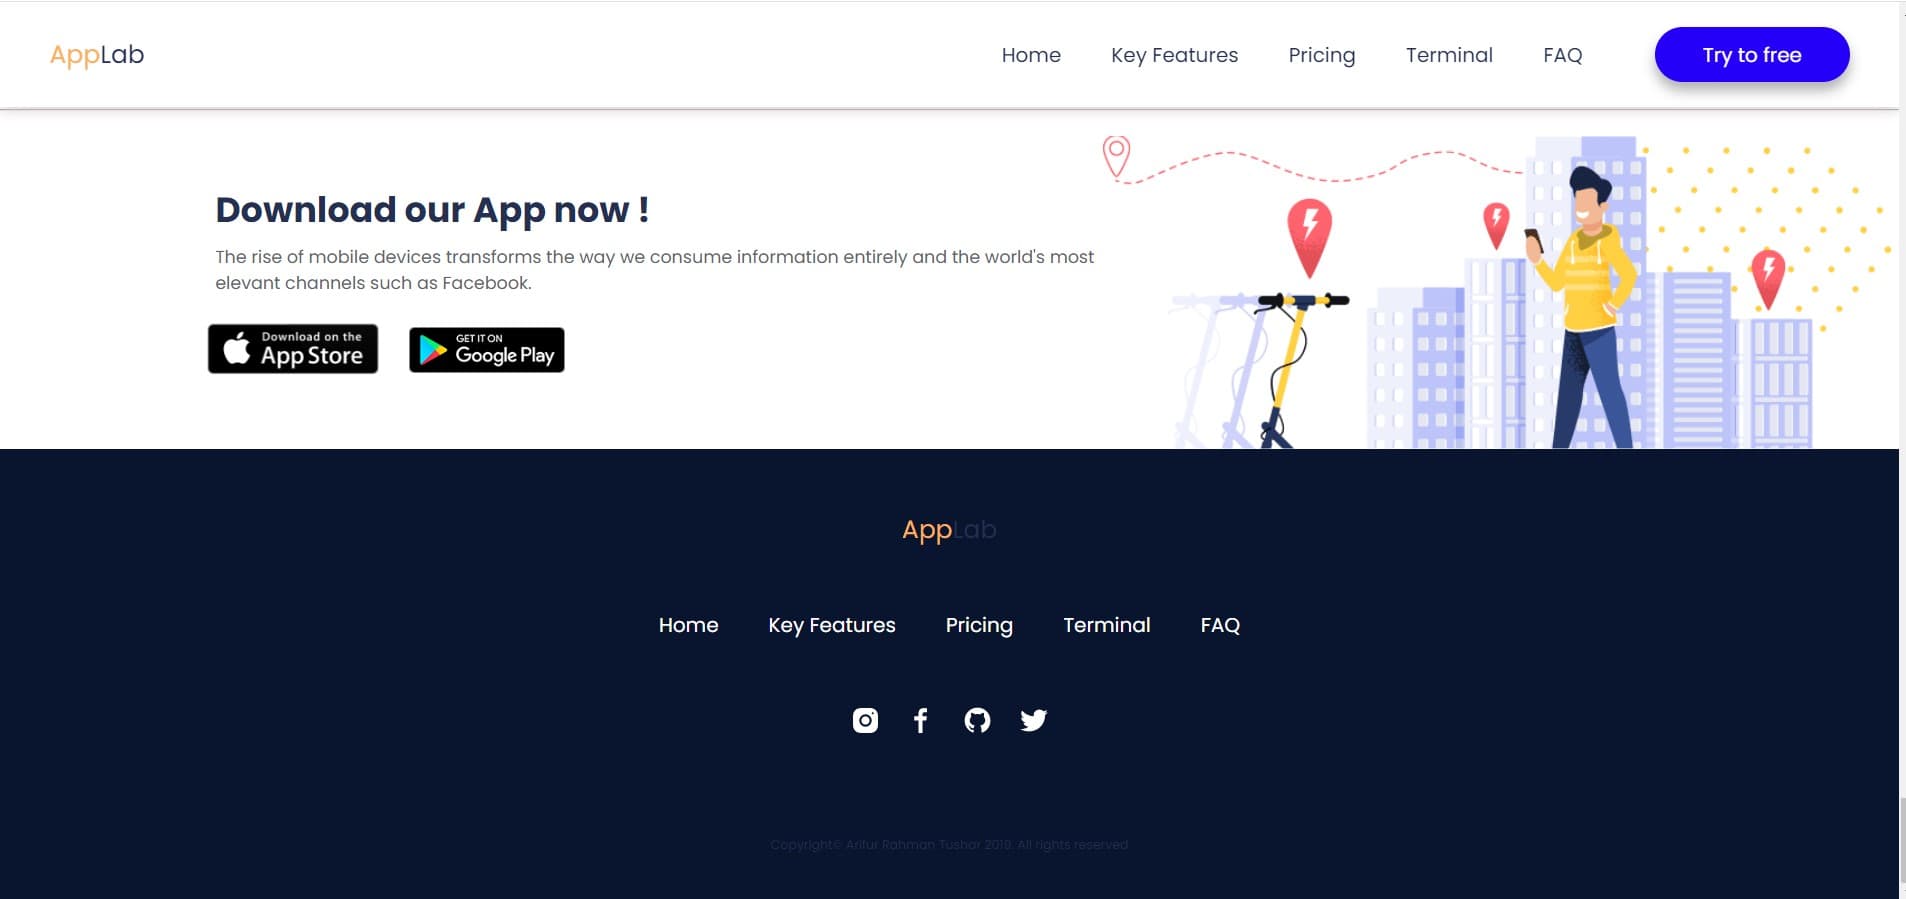 AppLab
Home Key Features Pricing Terminal FAQ Try to free
Download our App now !
The rise of mobile devices transforms the way we consume information entirely and the world's most
elevant channels such as Facebook.
Download on the
App Store
GET IT ON
Google Play
AppLab
Home Key Features Pricing Terminal FAQ
Copyright© Arifur Rahman Tushar 2019. All rights reserved